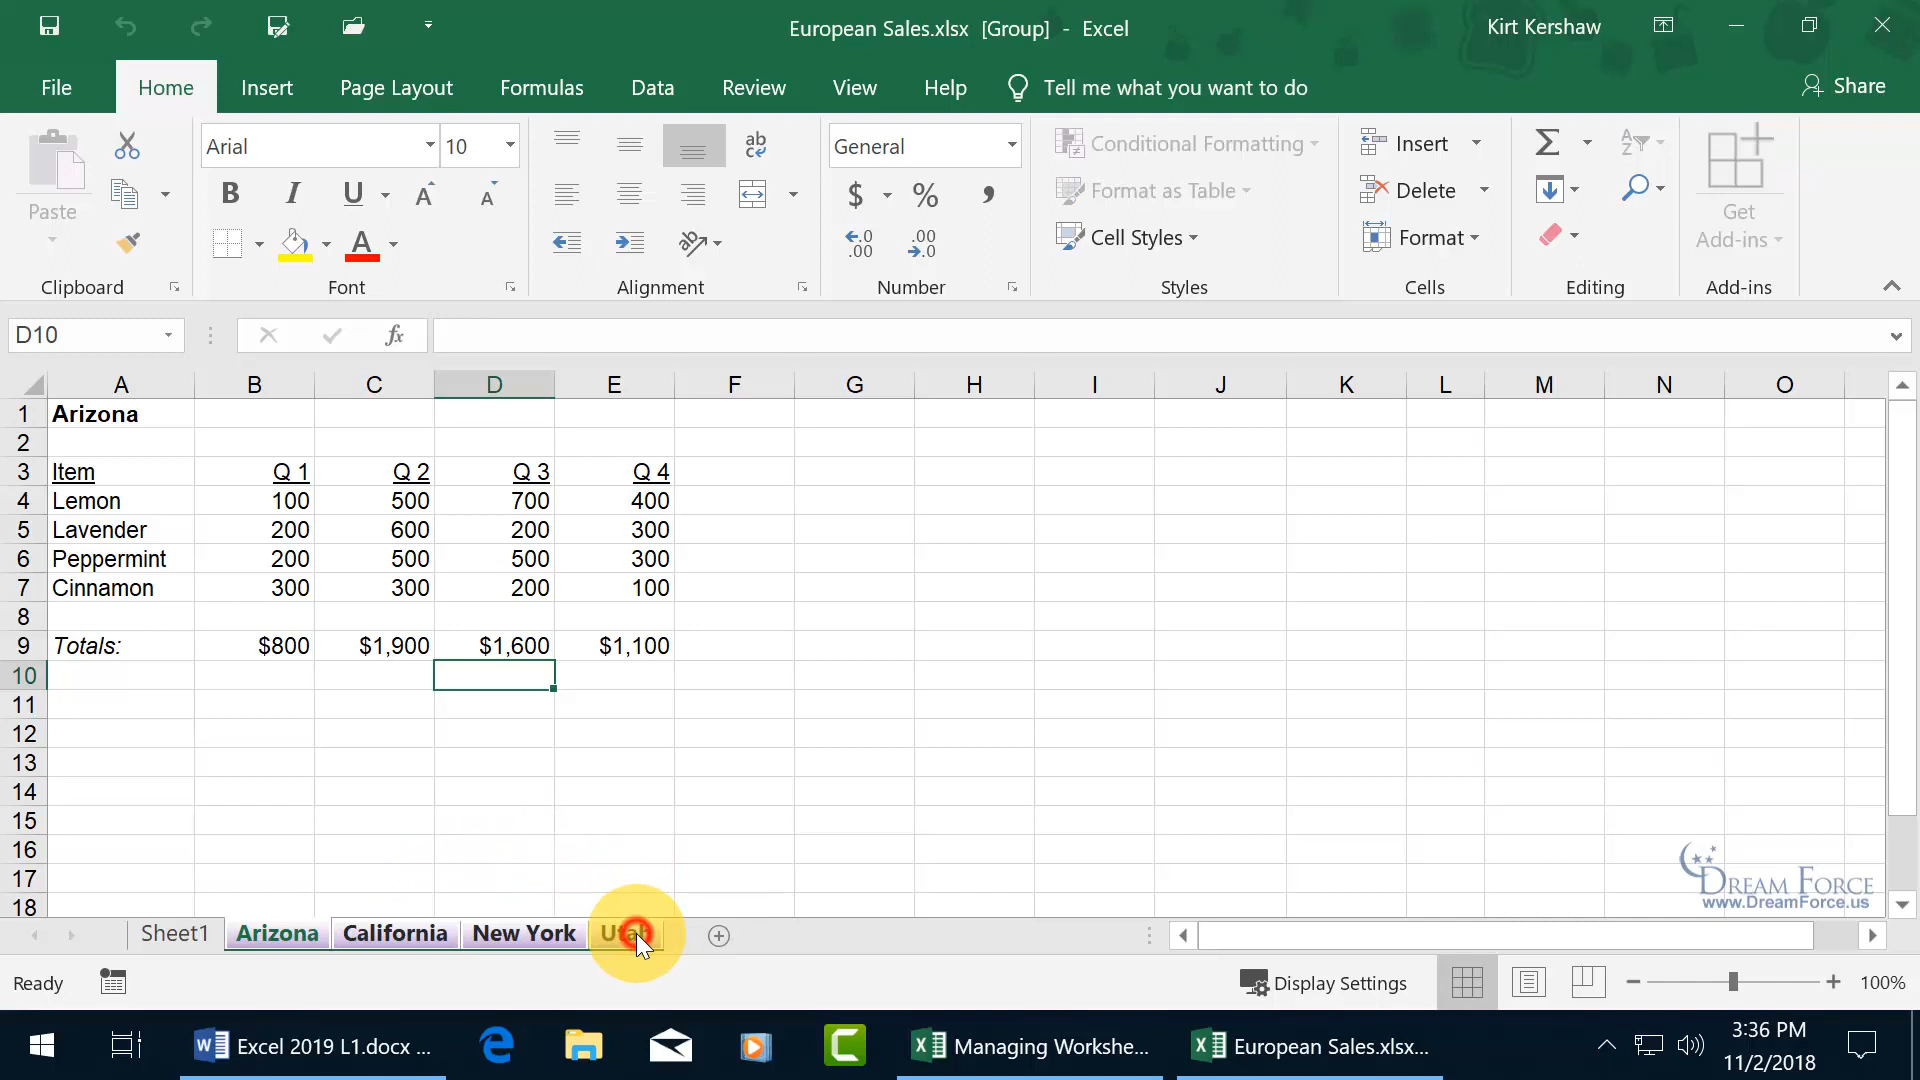 European Sales.xlsx [Group] - Excel
Kirt Kershaw
File Home Insert Page Layout Formulas Data Review View Help Tell me what you want to do Share
Paste
Clipboard
Arial 10
B I U A A
A
Font
ab c
Alignment
General
$ % ,
.0 .00 .00 .0
Number
Conditional Formatting
Format as Table
Cell Styles
Styles
Insert
Delete
Format
Cells
Σ
Editing
Get Add-ins
Add-ins
D10 fx
A B C D E F G H I J K L M N O
1 Arizona
2
3 Item Q 1 Q 2 Q 3 Q 4
4 Lemon 100 500 700 400
5 Lavender 200 600 200 300
6 Peppermint 200 500 500 300
7 Cinnamon 300 300 200 100
8
9 Totals: $800 $1,900 $1,600 $1,100
10
11
12
13
14
15
16
17
18
DREAM FORCE
www.DreamForce.us
Sheet1 Arizona California New York Utah
Ready Display Settings 100%
Excel 2019 L1.docx ... Managing Workshe... European Sales.xlsx...
3:36 PM
11/2/2018